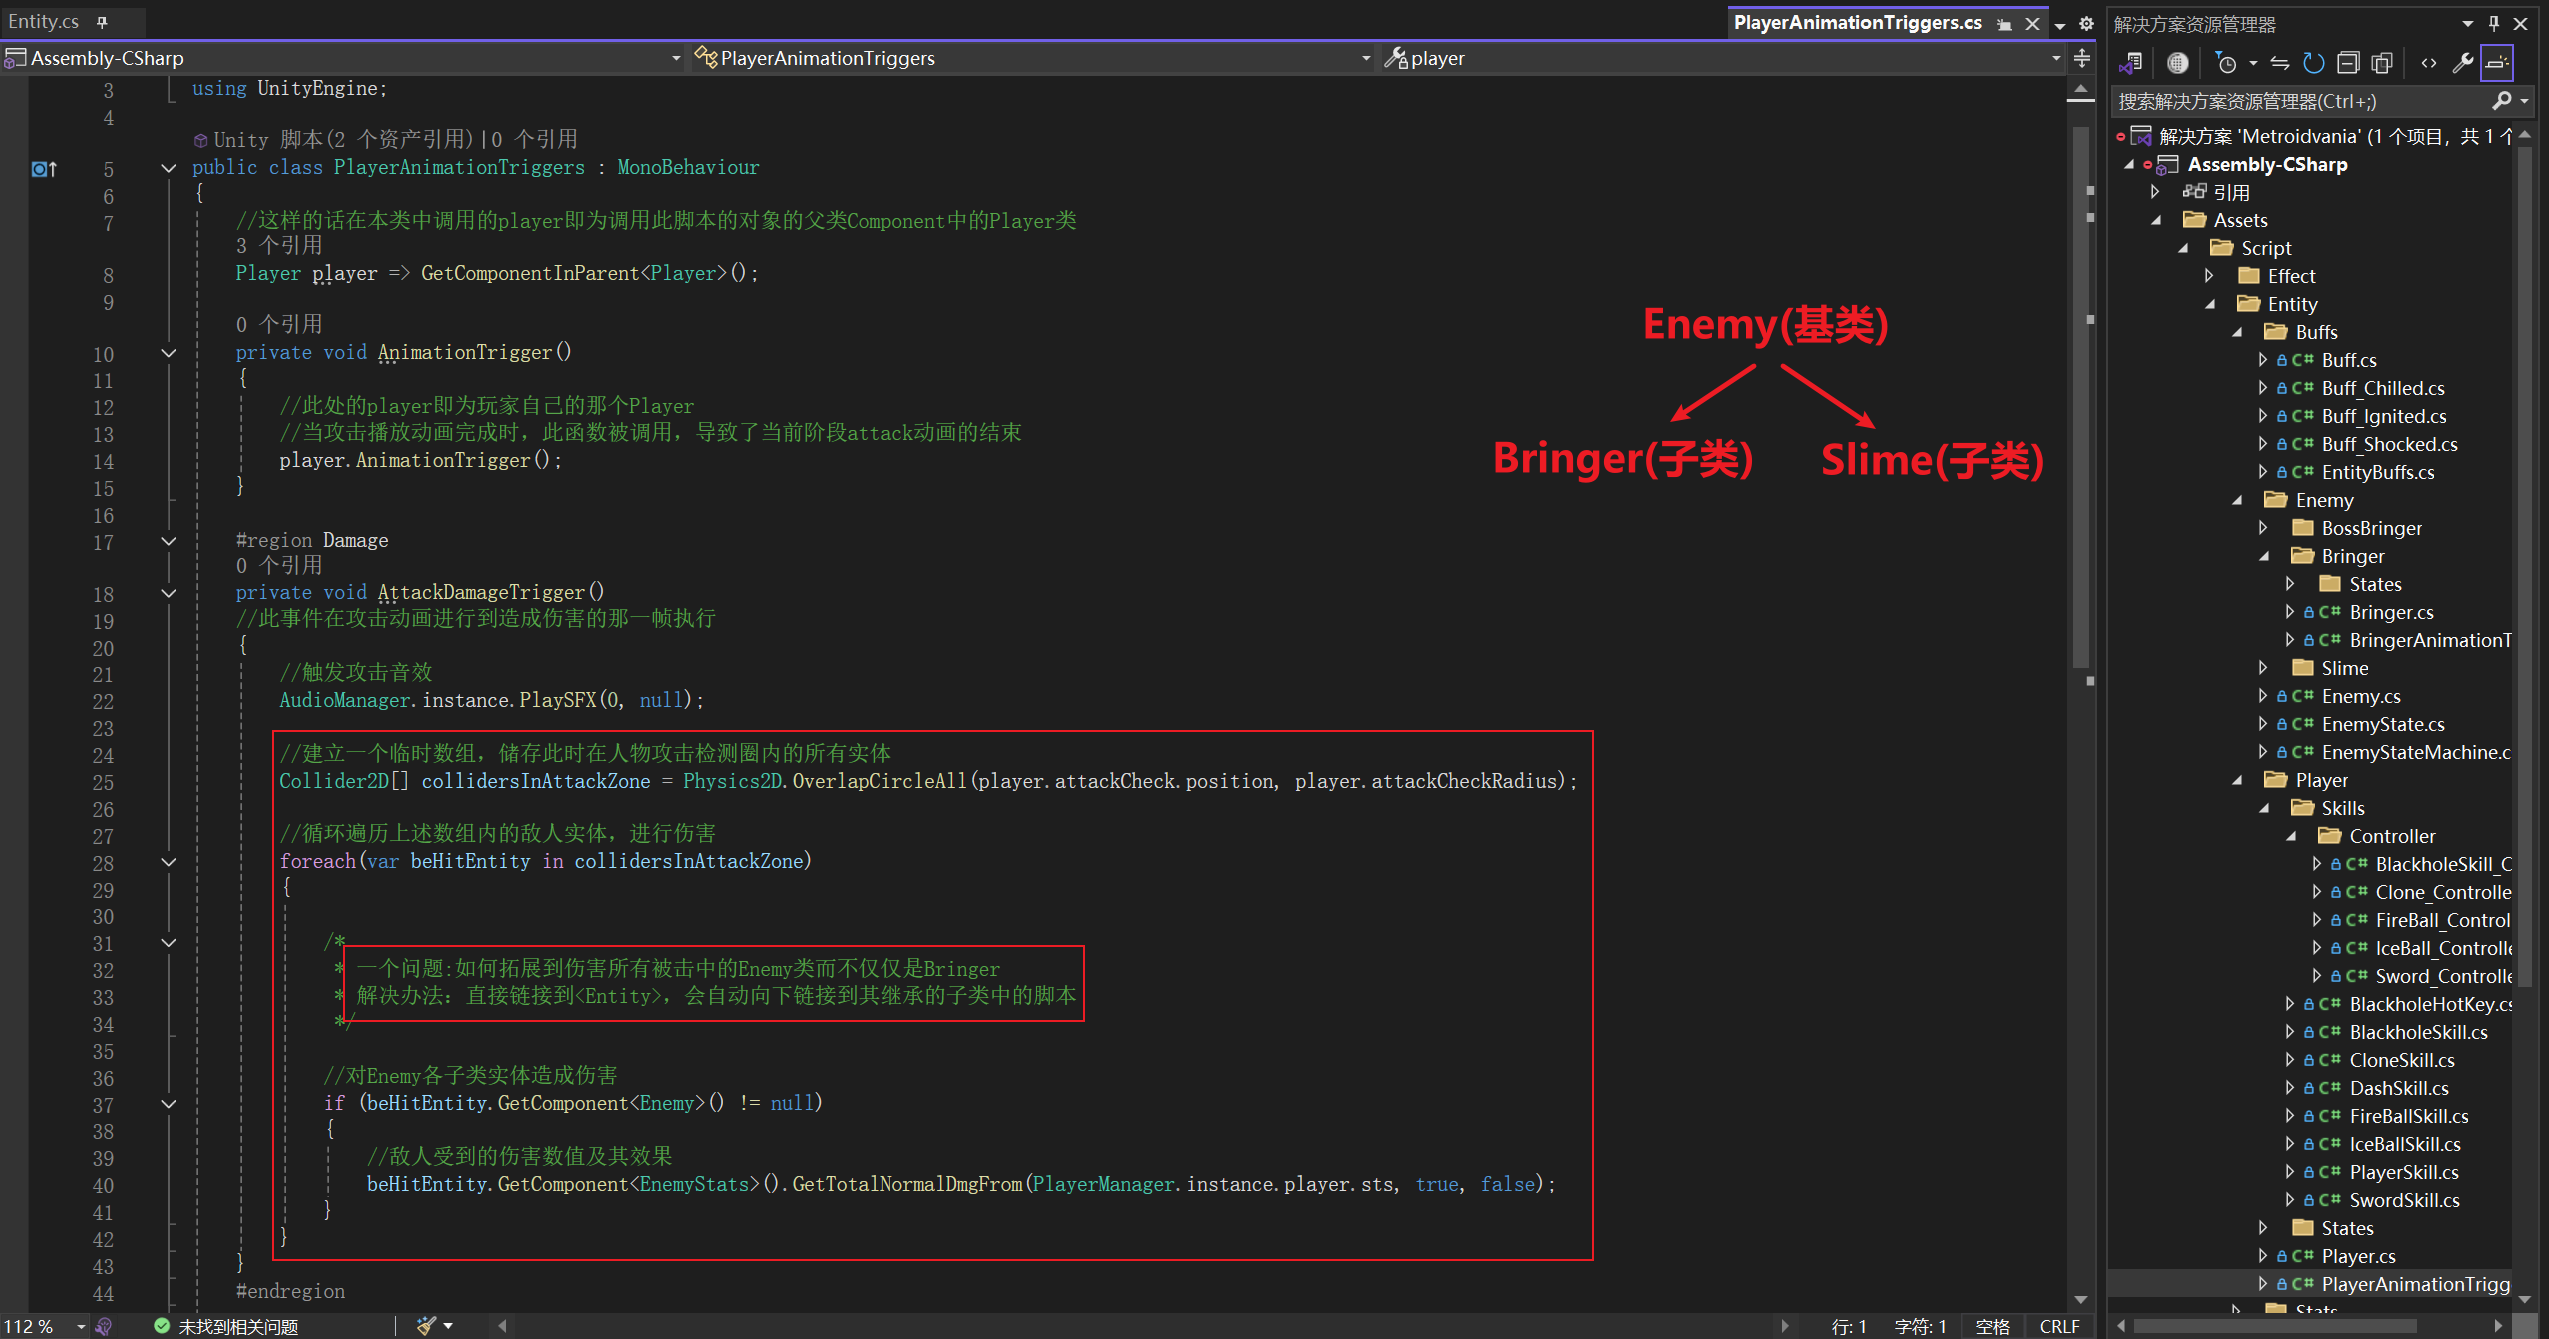 Entity.cs
PlayerAnimationTriggers.cs
Assembly-CSharp
PlayerAnimationTriggers
player
3 using UnityEngine;
4
Unity 脚本(2 个资产引用)|0 个引用
5 public class PlayerAnimationTriggers : MonoBehaviour
6 {
7 //这样的话在本类中调用的player即为调用此脚本的对象的父类Component中的Player类
3 个引用
8 Player player => GetComponentInParent<Player>();
9
0 个引用
10 private void AnimationTrigger()
11 {
12 //此处的player即为玩家自己的那个Player
13 //当攻击播放动画完成时，此函数被调用，导致了当前阶段attack动画的结束
14 player.AnimationTrigger();
15 }
16
17 #region Damage
0 个引用
18 private void AttackDamageTrigger()
19 //此事件在攻击动画进行到造成伤害的那一帧执行
20 {
21 //触发攻击音效
22 AudioManager.instance.PlaySFX(0, null);
23
24 //建立一个临时数组，储存此时在人物攻击检测圈内的所有实体
25 Collider2D[] collidersInAttackZone = Physics2D.OverlapCircleAll(player.attackCheck.position, player.attackCheckRadius);
26
27 //循环遍历上述数组内的敌人实体，进行伤害
28 foreach(var beHitEntity in collidersInAttackZone)
29 {
30
31 /*
32 * 一个问题:如何拓展到伤害所有被击中的Enemy类而不仅仅是Bringer
33 * 解决办法：直接链接到<Entity>，会自动向下链接到其继承的子类中的脚本
34 */
35
36 //对Enemy各子类实体造成伤害
37 if (beHitEntity.GetComponent<Enemy>() != null)
38 {
39 //敌人受到的伤害数值及其效果
40 beHitEntity.GetComponent<EnemyStats>().GetTotalNormalDmgFrom(PlayerManager.instance.player.sts, true, false);
41 }
42 }
43 }
44 #endregion
Enemy(基类)
Bringer(子类)
Slime(子类)
112 %
未找到相关问题
行: 1
字符: 1
空格
CRLF
解决方案资源管理器
搜索解决方案资源管理器(Ctrl+;)
解决方案 'Metroidvania' (1 个项目，共 1 个
Assembly-CSharp
引用
Assets
Script
Effect
Entity
Buffs
C# Buff.cs
C# Buff_Chilled.cs
C# Buff_Ignited.cs
C# Buff_Shocked.cs
C# EntityBuffs.cs
Enemy
BossBringer
Bringer
States
C# Bringer.cs
C# BringerAnimationT
Slime
C# Enemy.cs
C# EnemyState.cs
C# EnemyStateMachine.c
Player
Skills
Controller
C# BlackholeSkill_C
C# Clone_Controlle
C# FireBall_Control
C# IceBall_Controlle
C# Sword_Controlle
C# BlackholeHotKey.cs
C# BlackholeSkill.cs
C# CloneSkill.cs
C# DashSkill.cs
C# FireBallSkill.cs
C# IceBallSkill.cs
C# PlayerSkill.cs
C# SwordSkill.cs
States
C# Player.cs
C# PlayerAnimationTrigg
Stats